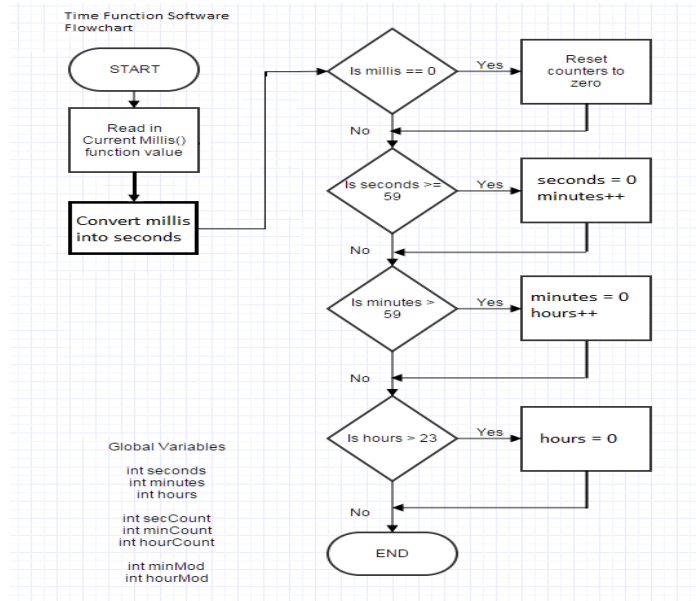 Time Function Software
Flowchart
START
Read in
Current Millis()
function value
Convert millis
into seconds
Is millis == 0
Yes
Reset
counters to
zero
No
Is seconds >=
59
Yes
seconds = 0
minutes++
No
Is minutes >
59
Yes
minutes = 0
hours++
No
Is hours > 23
Yes
hours = 0
No
END
Global Variables
int seconds
int minutes
int hours
int secCount
int minCount
int hourCount
int minMod
int hourMod